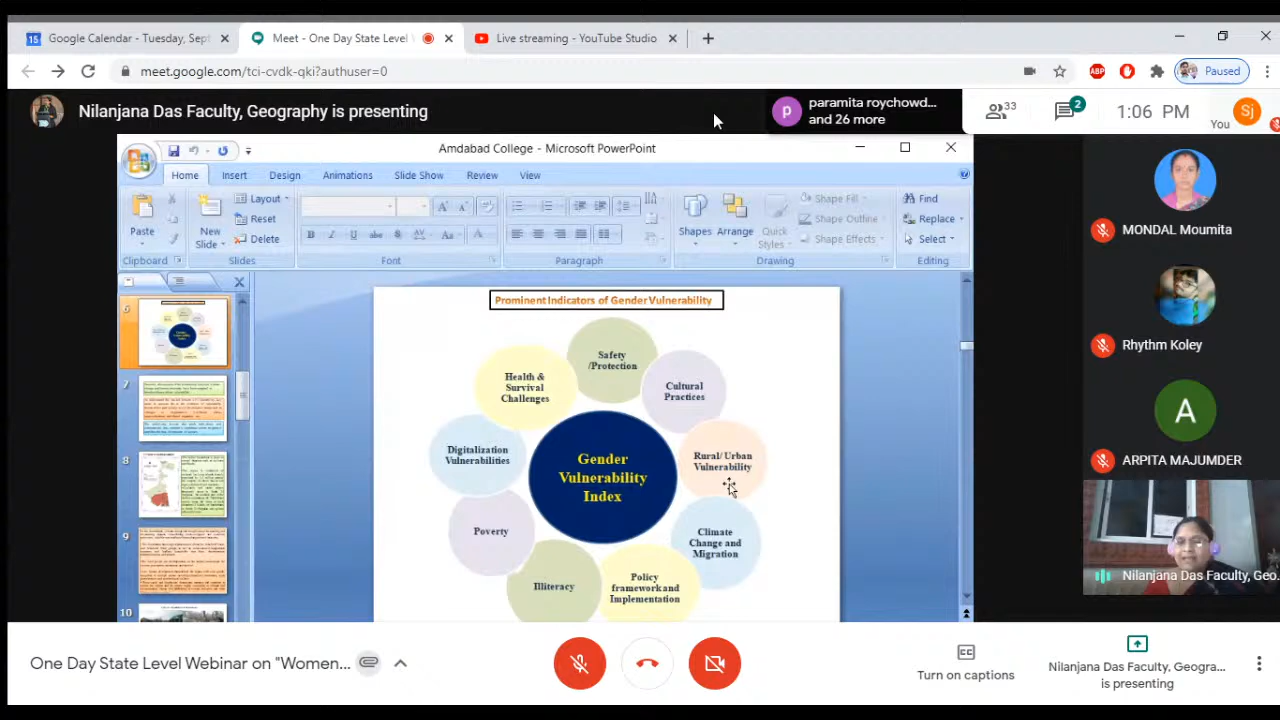 Google Calendar - Tuesday, Sept
Meet - One Day State Level
Live streaming - YouTube Studio
meet.google.com/tci-cvdk-qki?authuser=0
ABP
Paused
Nilanjana Das Faculty, Geography is presenting
p
paramita roychowd...
and 26 more
33
2
1:06 PM
You
Sj
Amdabad College - Microsoft PowerPoint
Home Insert Design Animations Slide Show Review View
Paste
New
Slide
Layout
Reset
Delete
Shapes Arrange Quick
Styles
Shape Fill
Shape Outline
Shape Effects
Find
Replace
Select
Clipboard Slides Font Paragraph Drawing Editing
6
7
8
9
10
Prominent Indicators of Gender Vulnerability
Safety
/Protection
Health &
Survival
Challenges
Cultural
Practices
Digitalization
Vulnerabilities
Gender
Vulnerability
Index
Rural/ Urban
Vulnerability
Poverty
Climate
Change and
Migration
Illiteracy
Policy
framework and
Implementation
MONDAL Moumita
Rhythm Koley
A
ARPITA MAJUMDER
Nilanjana Das Faculty, Geo...
One Day State Level Webinar on "Women...
Turn on captions
Nilanjana Das Faculty, Geogra...
is presenting